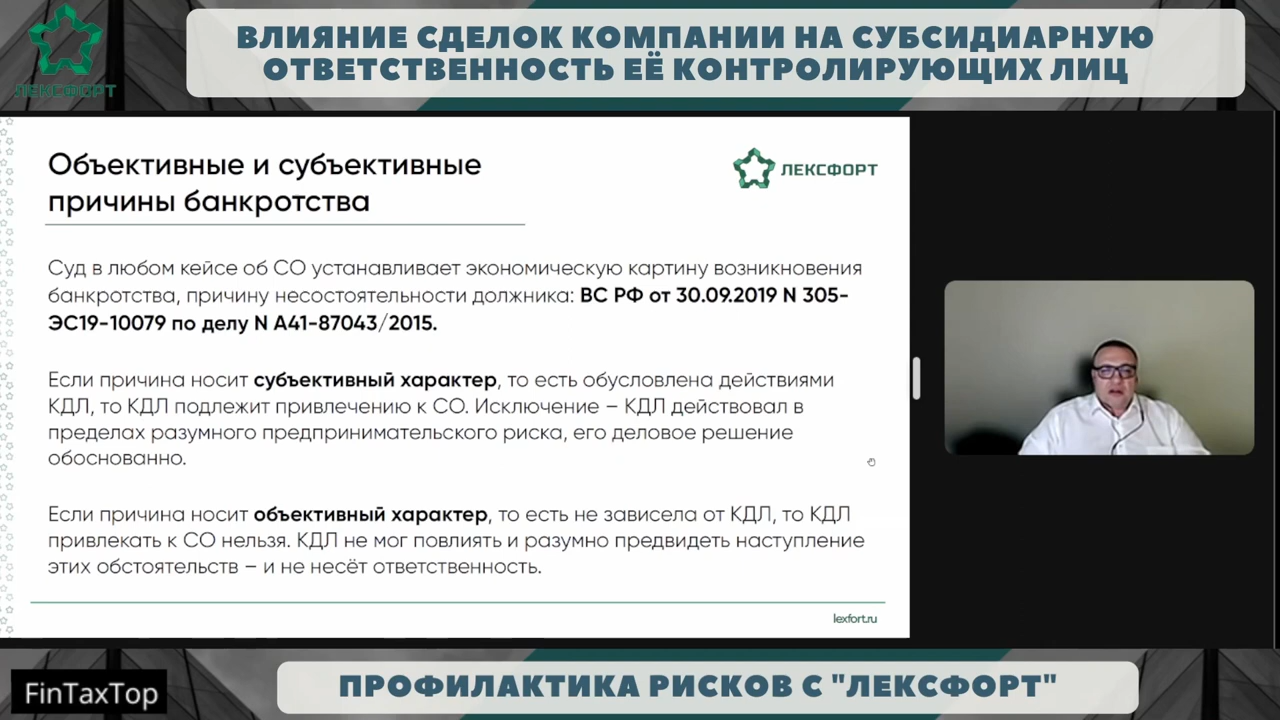 ВЛИЯНИЕ СДЕЛОК КОМПАНИИ НА СУБСИДИАРНУЮ
ОТВЕТСТВЕННОСТЬ ЕЁ КОНТРОЛИРУЮЩИХ ЛИЦ
ЛЕКСФОРТ
Объективные и субъективные
причины банкротства
ЛЕКСФОРТ
Суд в любом кейсе об СО устанавливает экономическую картину возникновения
банкротства, причину несостоятельности должника: ВС РФ от 30.09.2019 N 305-
ЭС19-10079 по делу N А41-87043/2015.
Если причина носит субъективный характер, то есть обусловлена действиями
КДЛ, то КДЛ подлежит привлечению к СО. Исключение – КДЛ действовал в
пределах разумного предпринимательского риска, его деловое решение
обоснованно.
Если причина носит объективный характер, то есть не зависела от КДЛ, то КДЛ
привлекать к СО нельзя. КДЛ не мог повлиять и разумно предвидеть наступление
этих обстоятельств – и не несёт ответственность.
lexfort.ru
FinTaxTop
ПРОФИЛАКТИКА РИСКОВ С "ЛЕКСФОРТ"